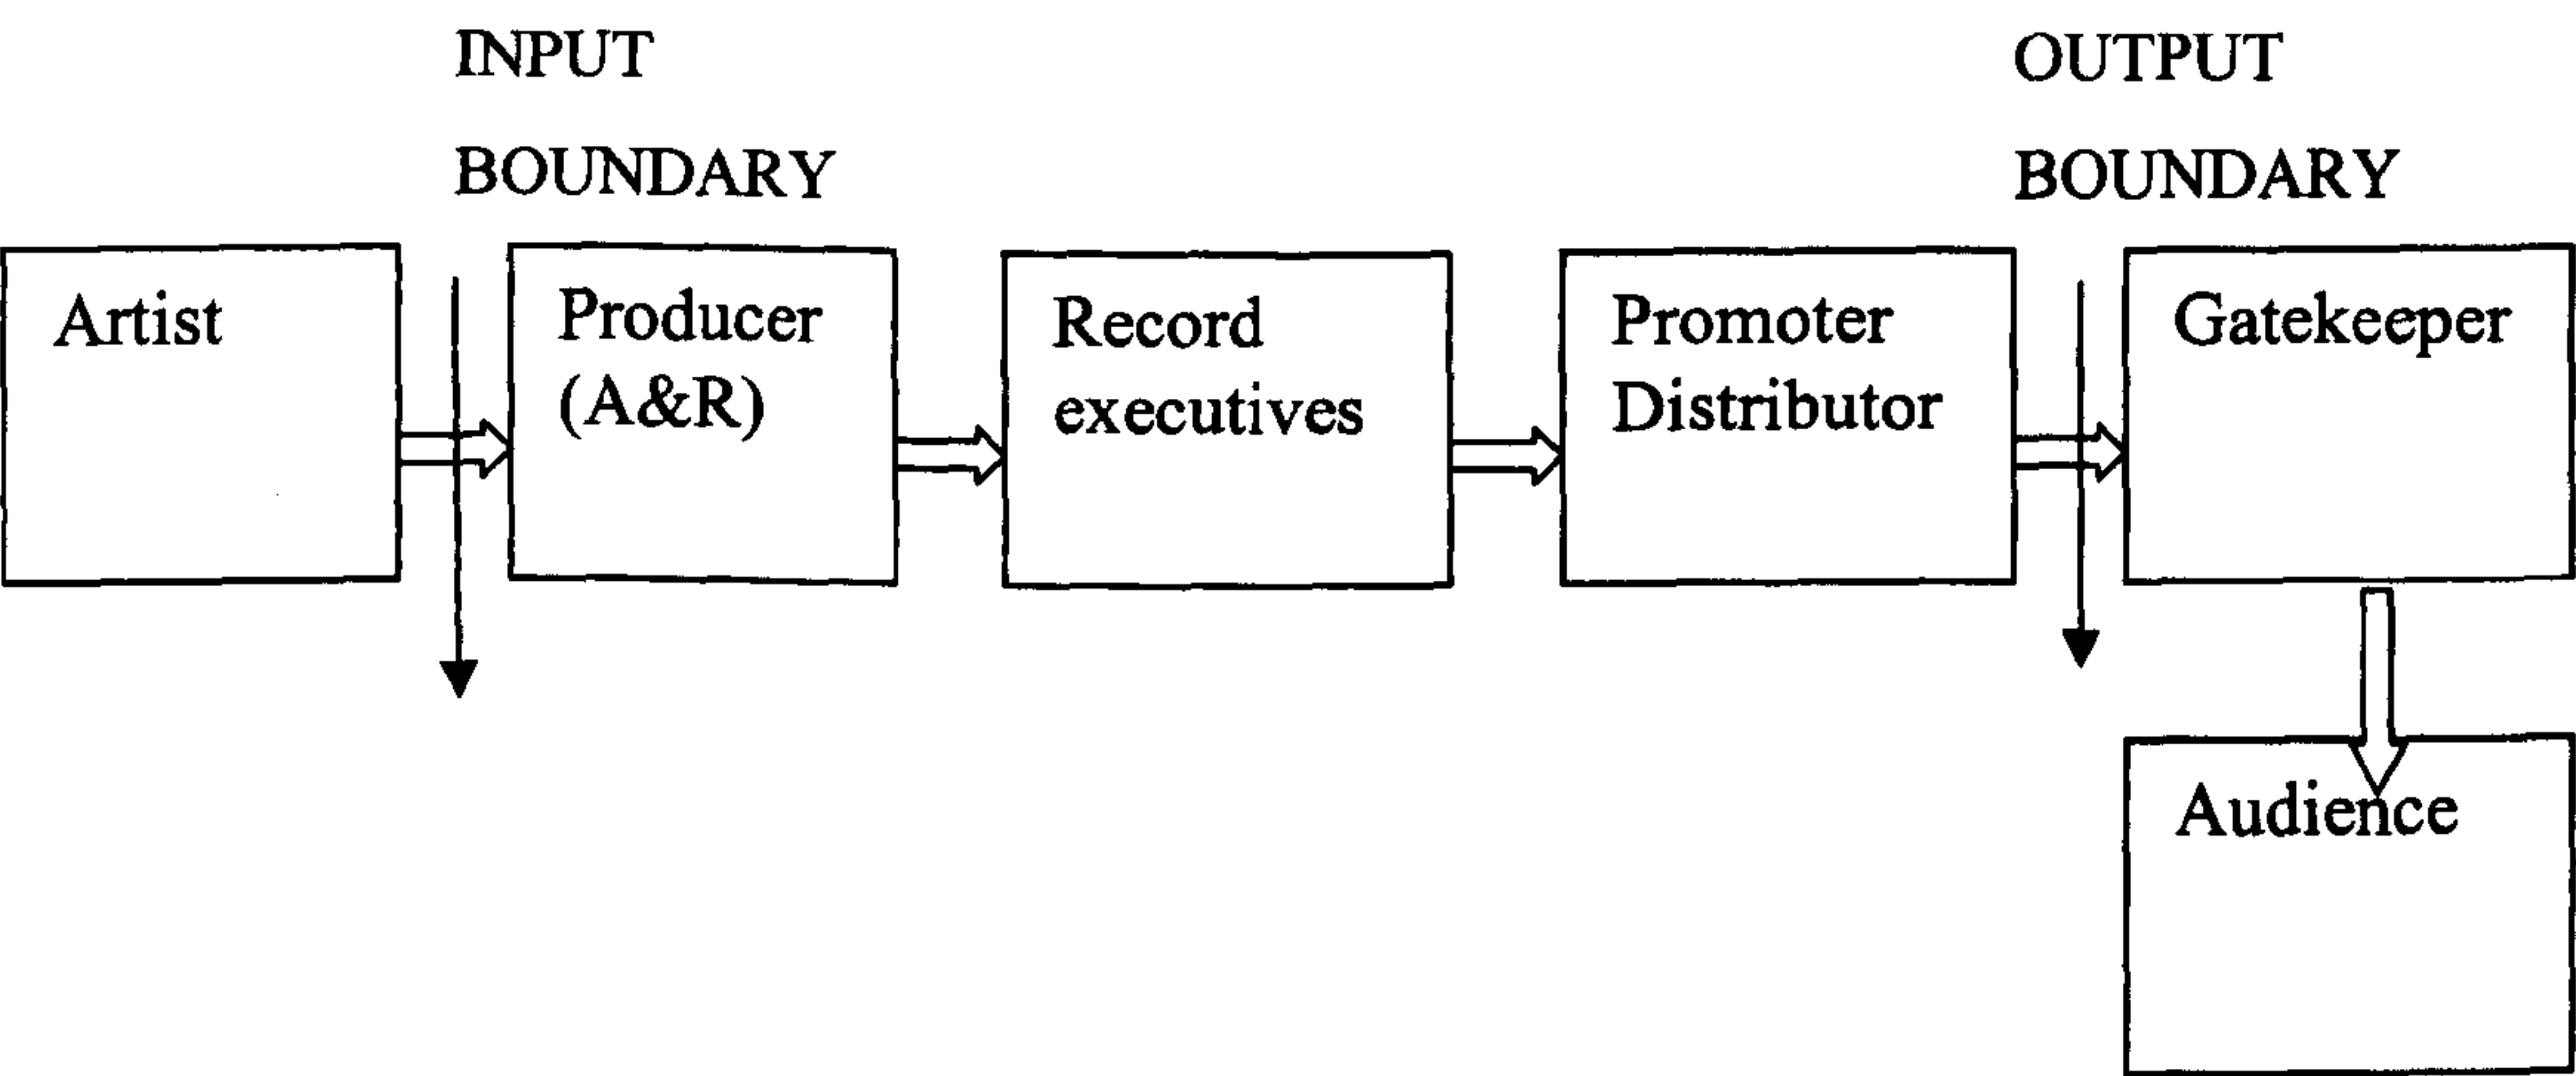 INPUT
BOUNDARY
OUTPUT
BOUNDARY
Artist
Producer
(A&R)
Record
executives
Promoter
Distributor
Gatekeeper
Audience